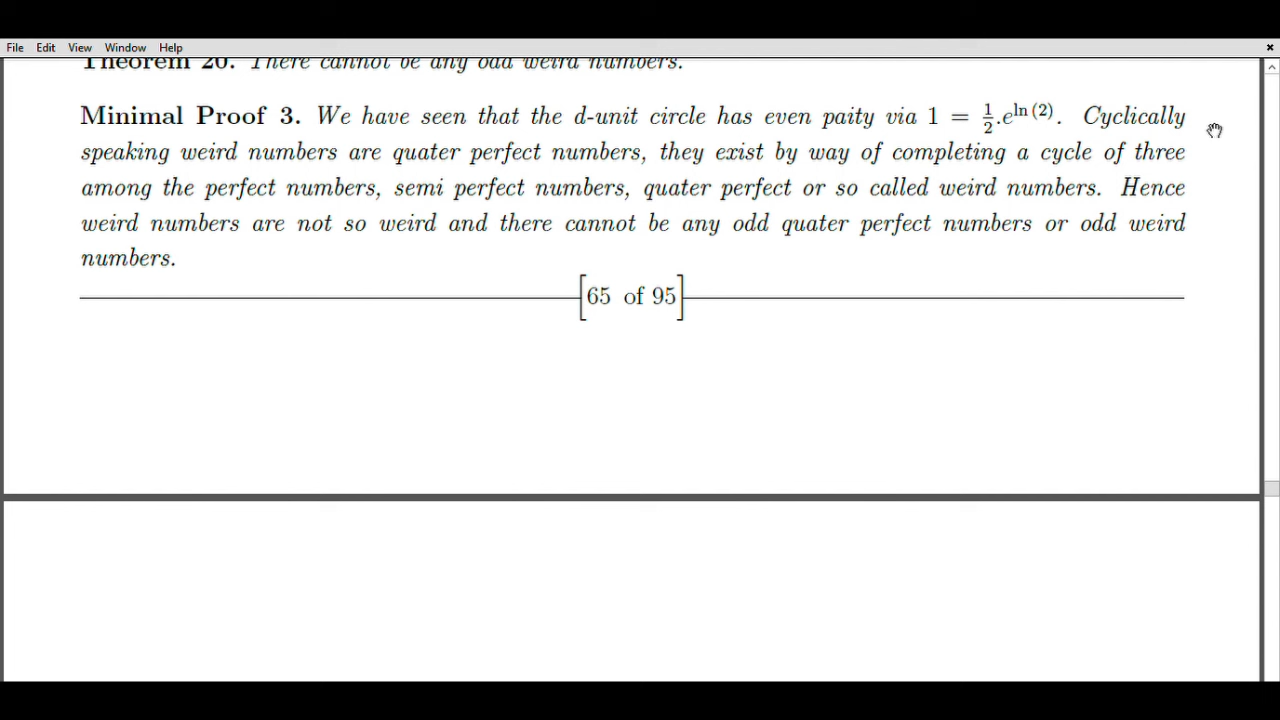 File Edit View Window Help
Theorem 20. There cannot be any odd weird numbers.
Minimal Proof 3. We have seen that the d-unit circle has even paity via 1 = 1/2.e^ln(2). Cyclically
speaking weird numbers are quater perfect numbers, they exist by way of completing a cycle of three
among the perfect numbers, semi perfect numbers, quater perfect or so called weird numbers. Hence
weird numbers are not so weird and there cannot be any odd quater perfect numbers or odd weird
numbers.
[65 of 95]